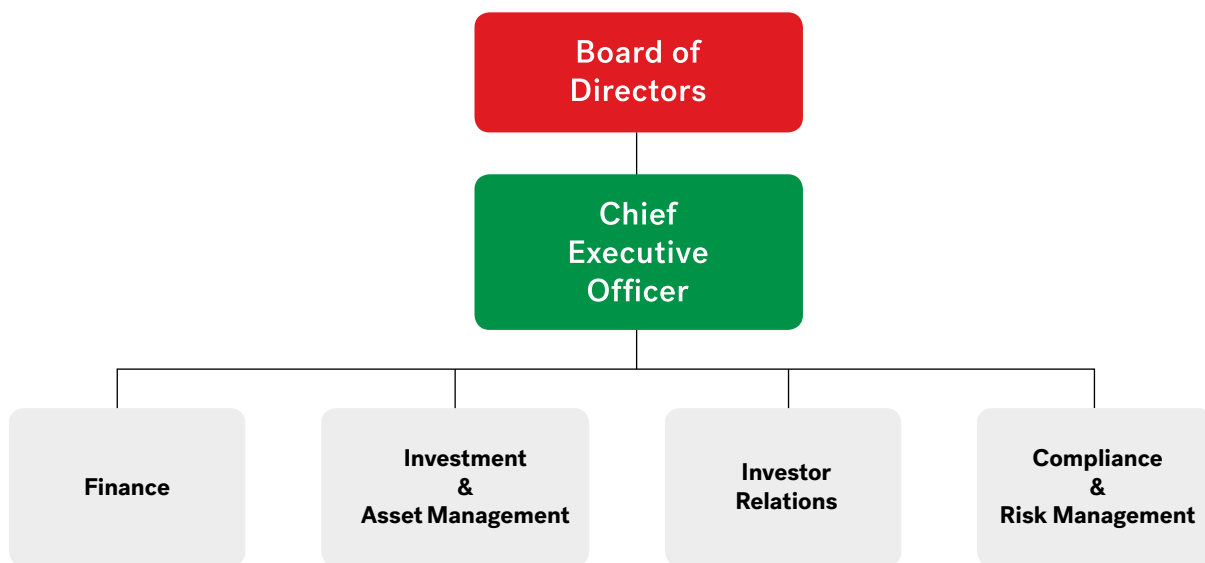 Board of
Directors
Chief
Executive
Officer
Finance
Investment
&
Asset Management
Investor
Relations
Compliance
&
Risk Management